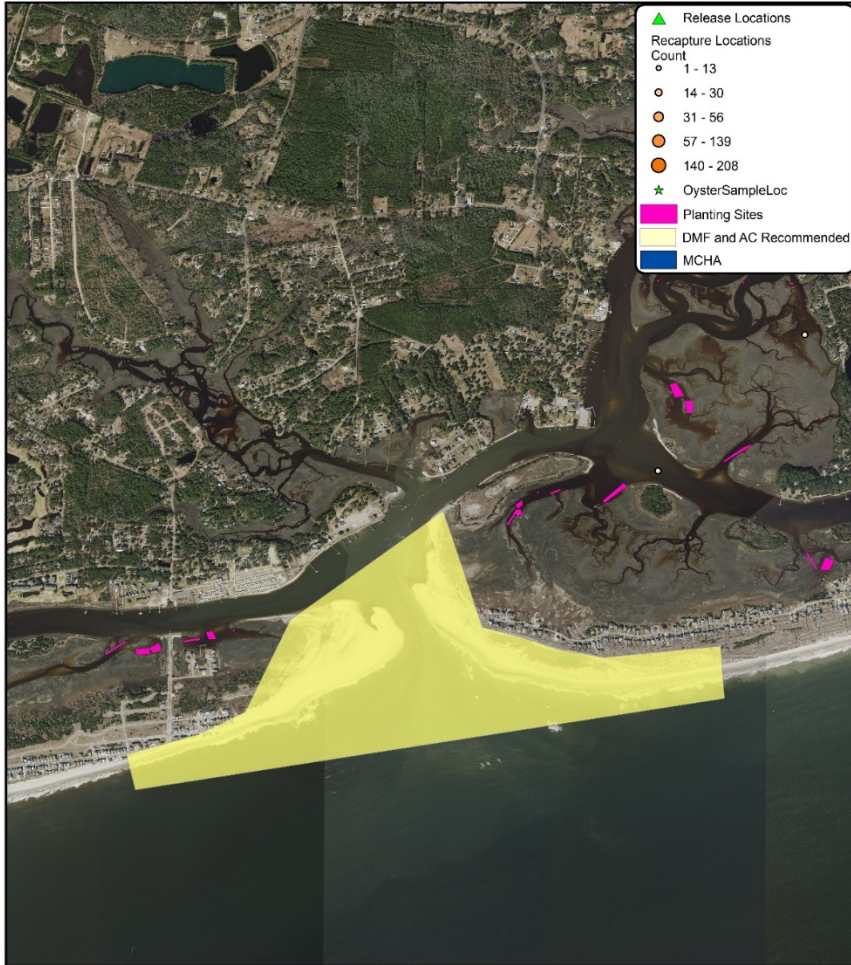 Release Locations
Recapture Locations
Count
1 - 13
14 - 30
31 - 56
57 - 139
140 - 208
OysterSampleLoc
Planting Sites
DMF and AC Recommended
MCHA